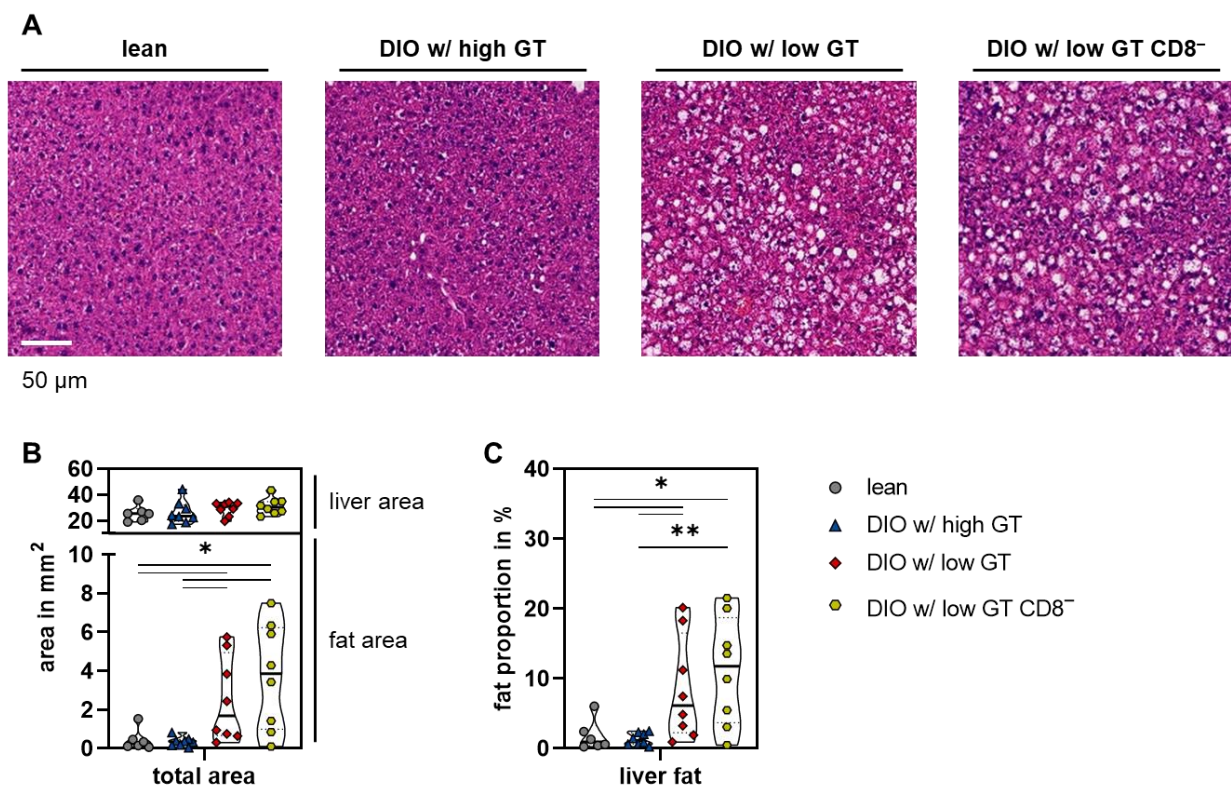 A
lean
DIO w/ high GT
DIO w/ low GT
DIO w/ low GT CD8⁻
50 µm
B
area in mm²
60
40
20
10
8
6
4
2
0
*
liver area
fat area
total area
C
fat proportion in %
40
30
20
10
0
*
**
liver fat
lean
DIO w/ high GT
DIO w/ low GT
DIO w/ low GT CD8⁻